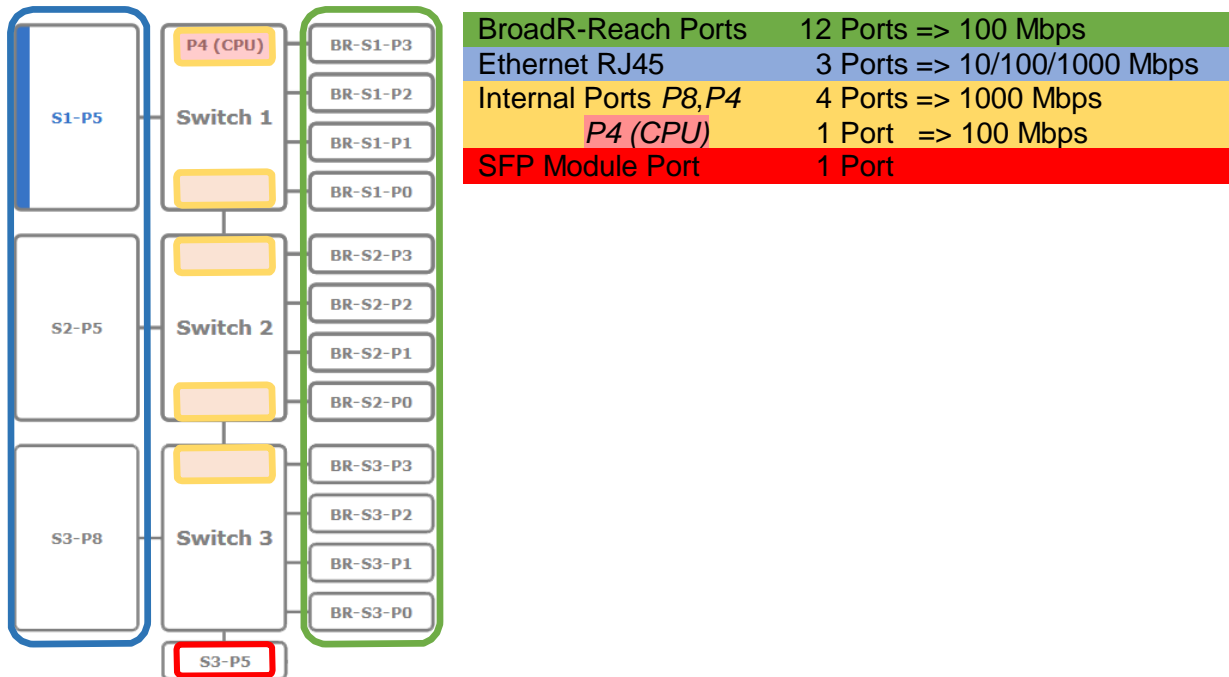 P4 (CPU)
BR-S1-P3
BR-S1-P2
S1-P5
Switch 1
BR-S1-P1
BR-S1-P0
BR-S2-P3
BR-S2-P2
S2-P5
Switch 2
BR-S2-P1
BR-S2-P0
BR-S3-P3
BR-S3-P2
S3-P8
Switch 3
BR-S3-P1
BR-S3-P0
S3-P5
BroadR-Reach Ports 12 Ports => 100 Mbps
Ethernet RJ45 3 Ports => 10/100/1000 Mbps
Internal Ports P8,P4 4 Ports => 1000 Mbps
P4 (CPU) 1 Port => 100 Mbps
SFP Module Port 1 Port